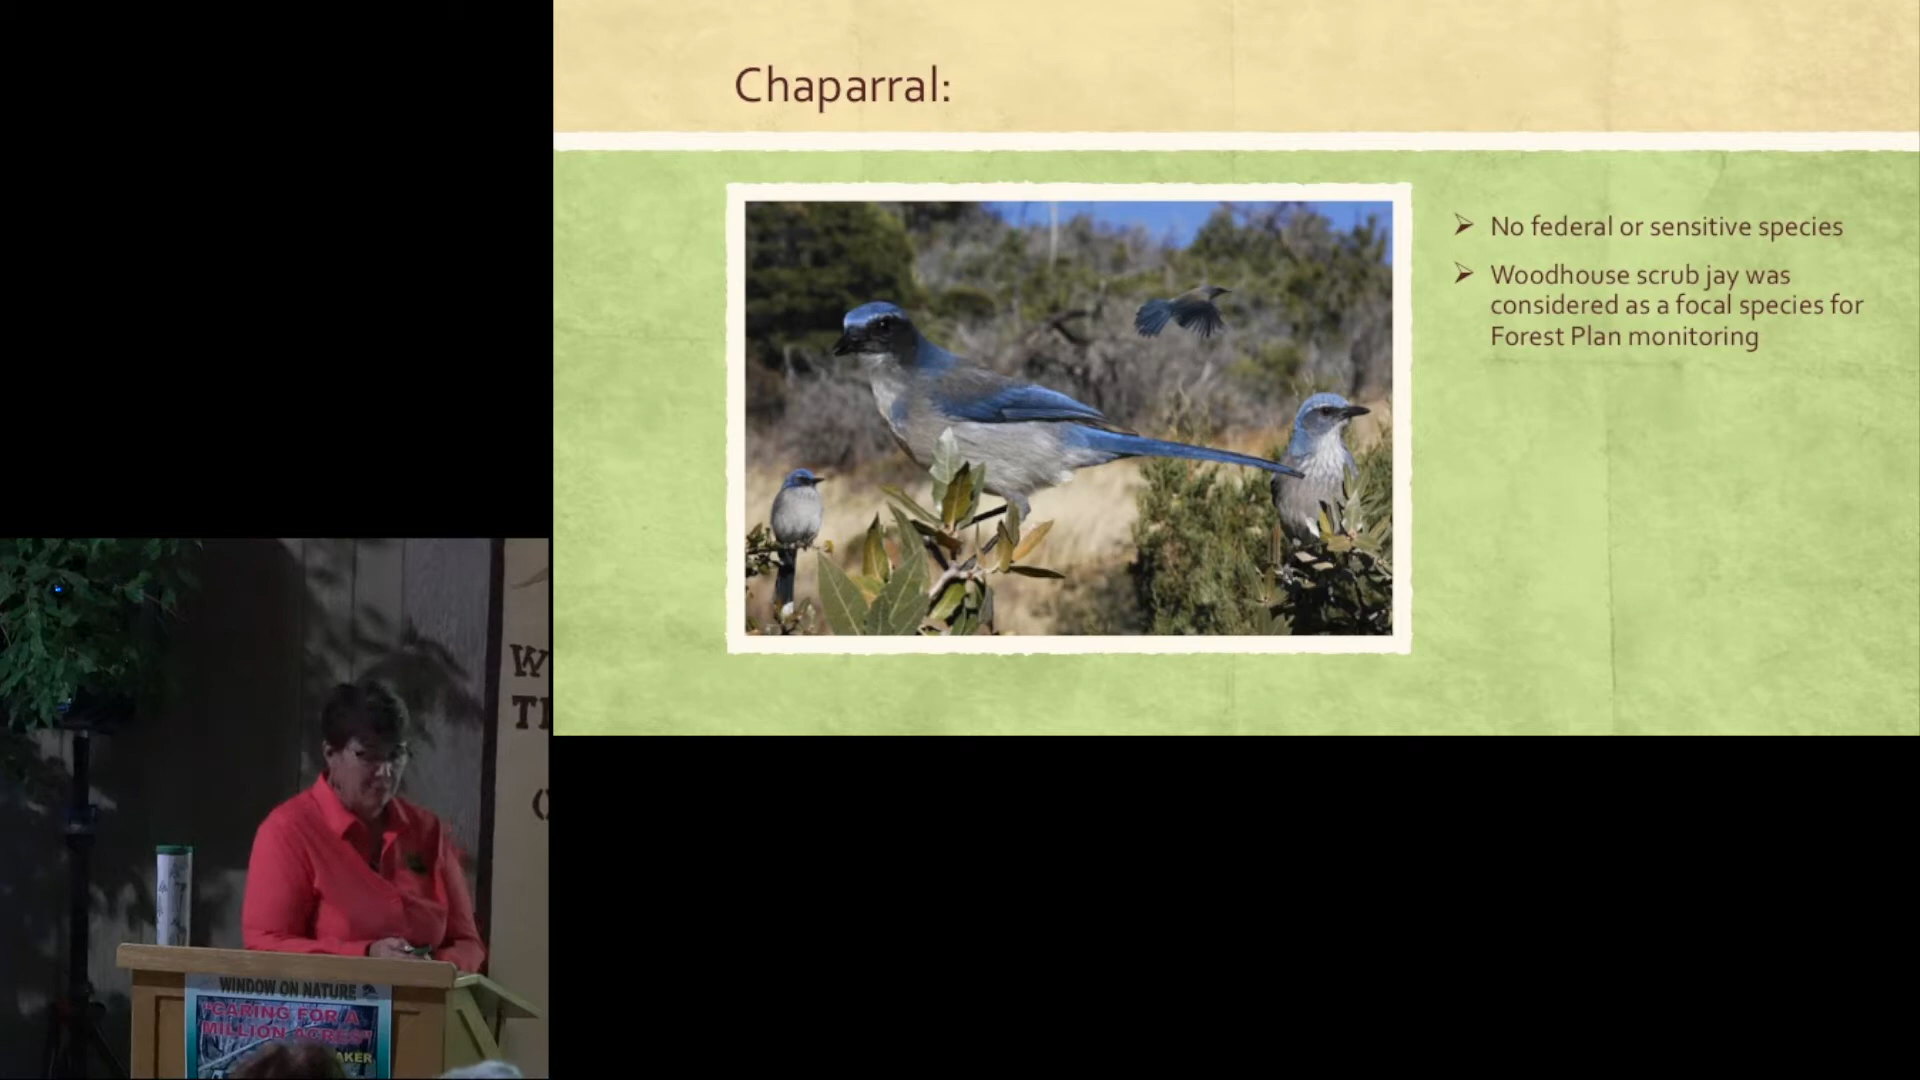 Chaparral:
No federal or sensitive species
Woodhouse scrub jay was
considered as a focal species for
Forest Plan monitoring
W
(
WINDOW ON NATURE
"CARING FOR A
MILLION ACRES"